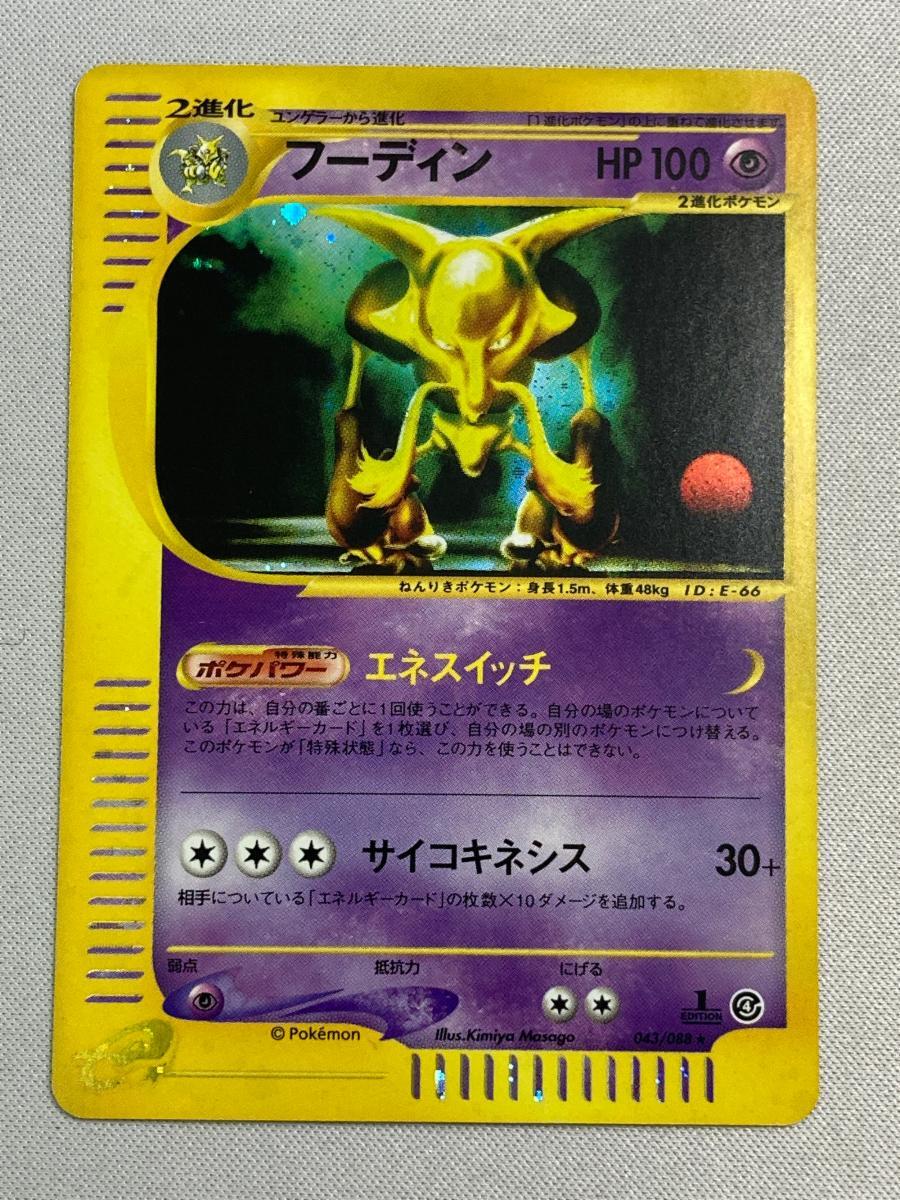 2進化
ユンゲラーから進化
「1進化ポケモン」の上に重ねて進化させます
フーディン HP100
2進化ポケモン
ねんりきポケモン：身長1.5m、体重48kg ID：E-66
特殊能力
ポケパワー エネスイッチ
この力は、自分の番ごとに1回使うことができる。自分の場のポケモンについて
いる「エネルギーカード」を1枚選び、自分の場の別のポケモンにつけ替える。
このポケモンが「特殊状態」なら、この力を使うことはできない。
サイコキネシス 30+
相手についている「エネルギーカード」の枚数×10ダメージを追加する。
弱点 抵抗力 にげる
1 EDITION 4
©Pokémon Illus.Kimiya Masago 043/088★